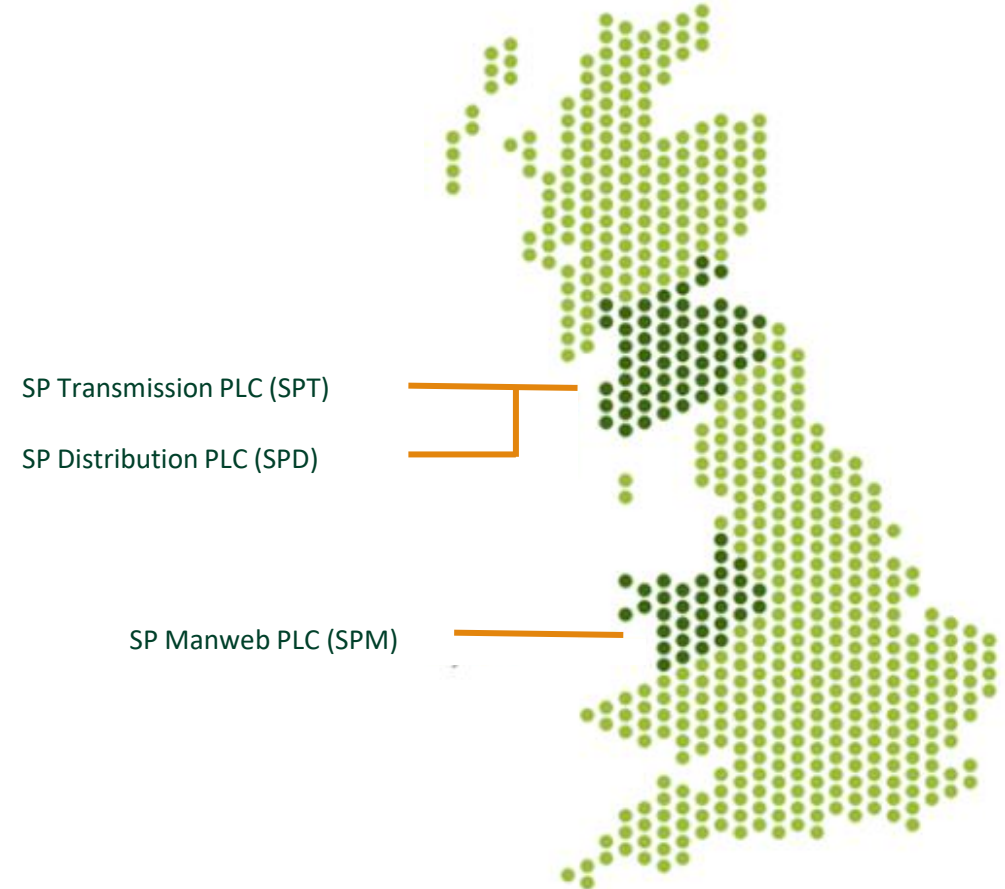 SP Transmission PLC (SPT)
SP Distribution PLC (SPD)
SP Manweb PLC (SPM)